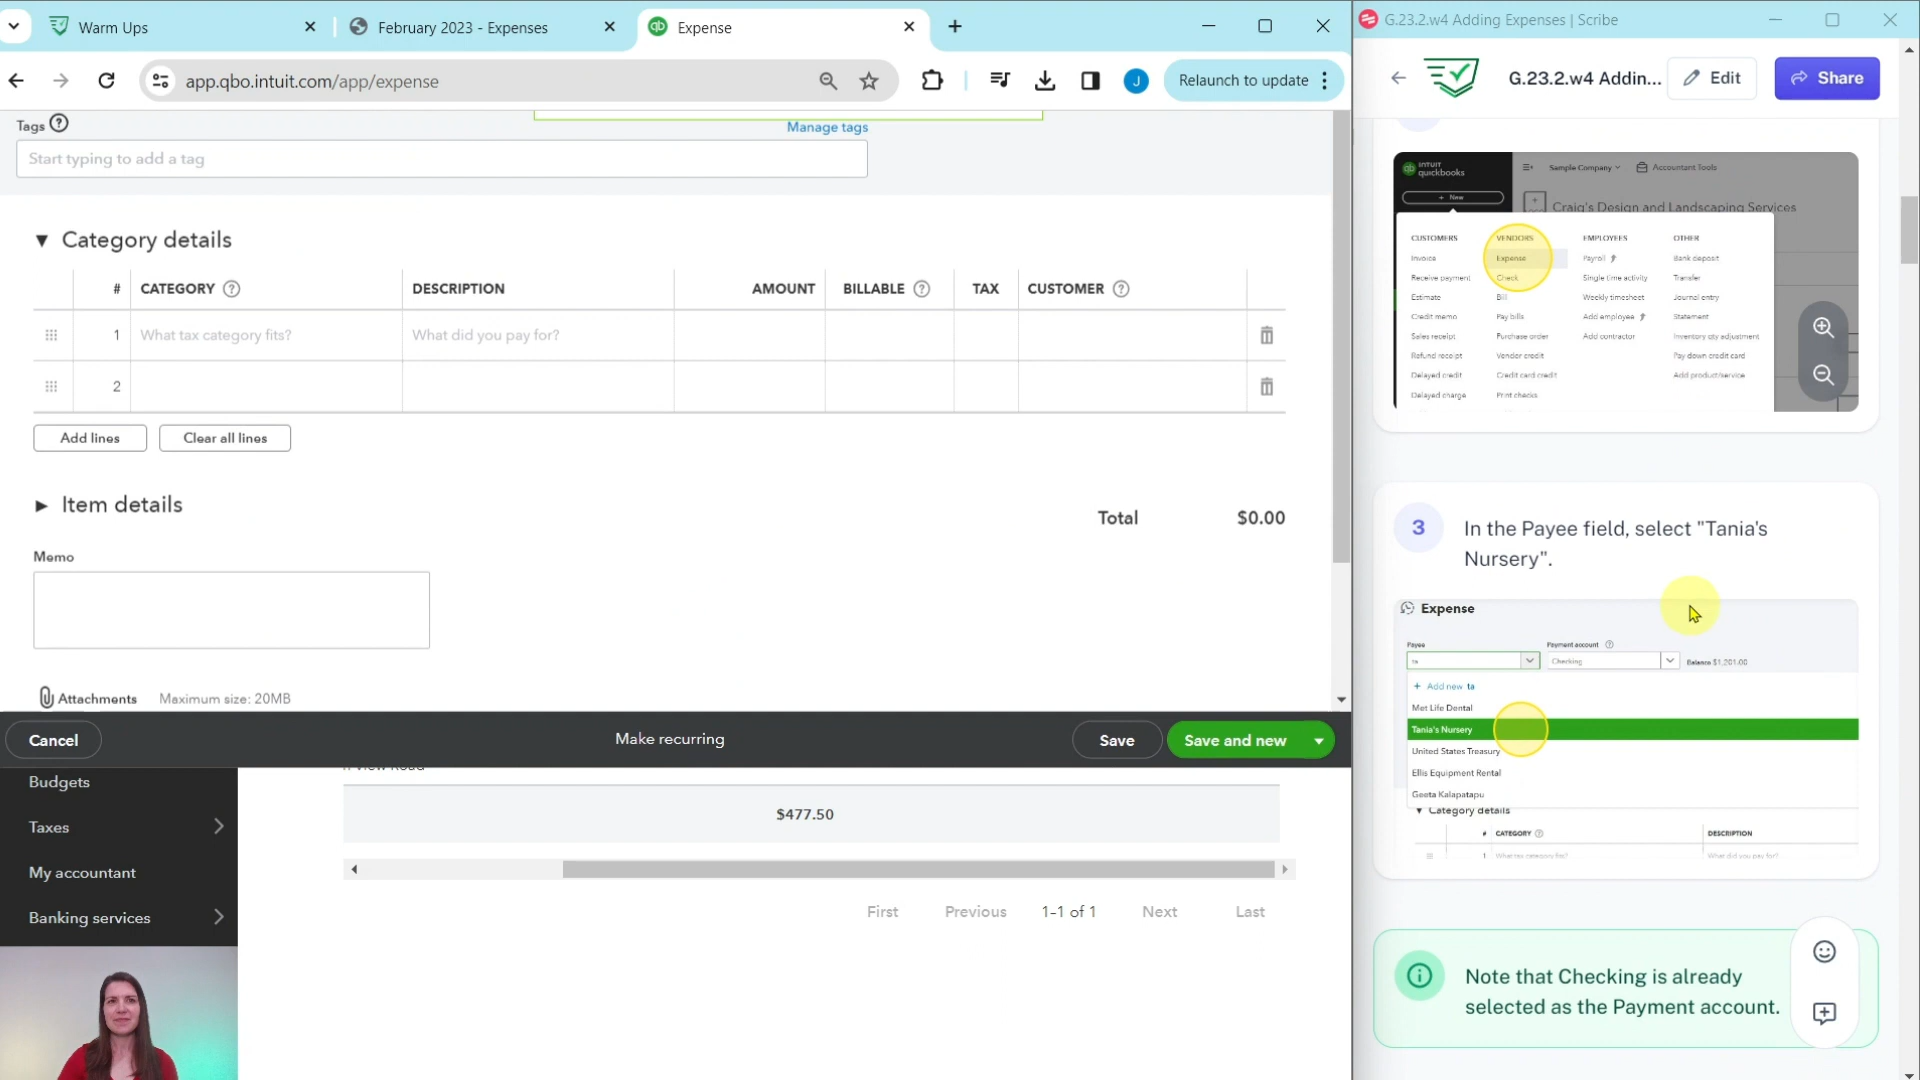 Warm Ups
February 2023 - Expenses
Expense
G.23.2.w4 Adding Expenses | Scribe
app.qbo.intuit.com/app/expense
J
Relaunch to update
G.23.2.w4 Addin...
Edit
Share
Tags
Manage tags
Start typing to add a tag
Category details
# CATEGORY DESCRIPTION AMOUNT BILLABLE TAX CUSTOMER
1 What tax category fits? What did you pay for?
2
Add lines
Clear all lines
Item details
Total $0.00
Memo
Attachments Maximum size: 20MB
Cancel
Make recurring
Save
Save and new
Budgets
Taxes
My accountant
Banking services
$477.50
First Previous 1-1 of 1 Next Last
INTUIT
quickbooks
Sample Company
Accountant Tools
+ New
Craig's Design and Landscaping Services
CUSTOMERS VENDORS EMPLOYEES OTHER
Invoice Expense Payroll Bank deposit
Receive payment Check Single time activity Transfer
Estimate Bill Weekly timesheet Journal entry
Credit memo Pay bills Add employee Statement
Sales receipt Purchase order Add contractor Inventory qty adjustment
Refund receipt Vendor credit Pay down credit card
Delayed credit Credit card credit Add product/service
Delayed charge Print checks
3
In the Payee field, select "Tania's
Nursery".
Expense
Payee Payment account
ta Checking Balance $1,201.00
+ Add new ta
Met Life Dental
Tania's Nursery
United States Treasury
Ellis Equipment Rental
Geeta Kalapatapu
Category details
# CATEGORY DESCRIPTION
1 What tax category fits? What did you pay for?
Note that Checking is already
selected as the Payment account.